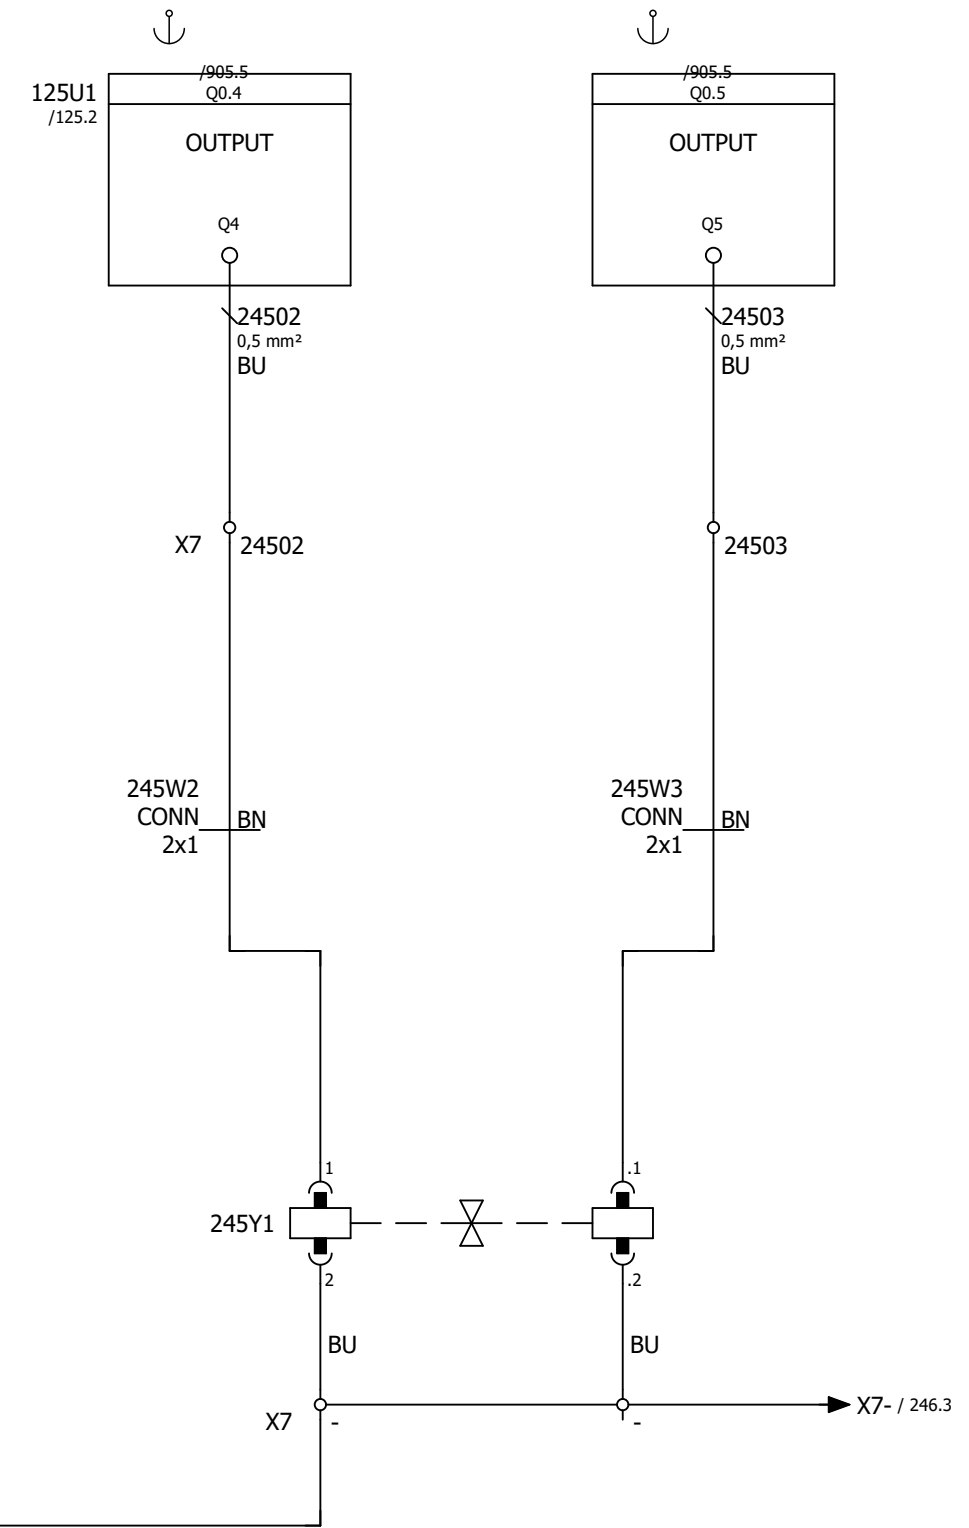 /905.5
/905.5
125U1
Q0.4
Q0.5
/125.2
OUTPUT
OUTPUT
Q4
Q5
24502
24503
0,5 mm²
0,5 mm²
BU
BU
X7
24502
24503
245W2
245W3
CONN
BN
CONN
BN
2x1
2x1
1
.1
245Y1
2
.2
BU
BU
X7- / 246.3
X7
-
-